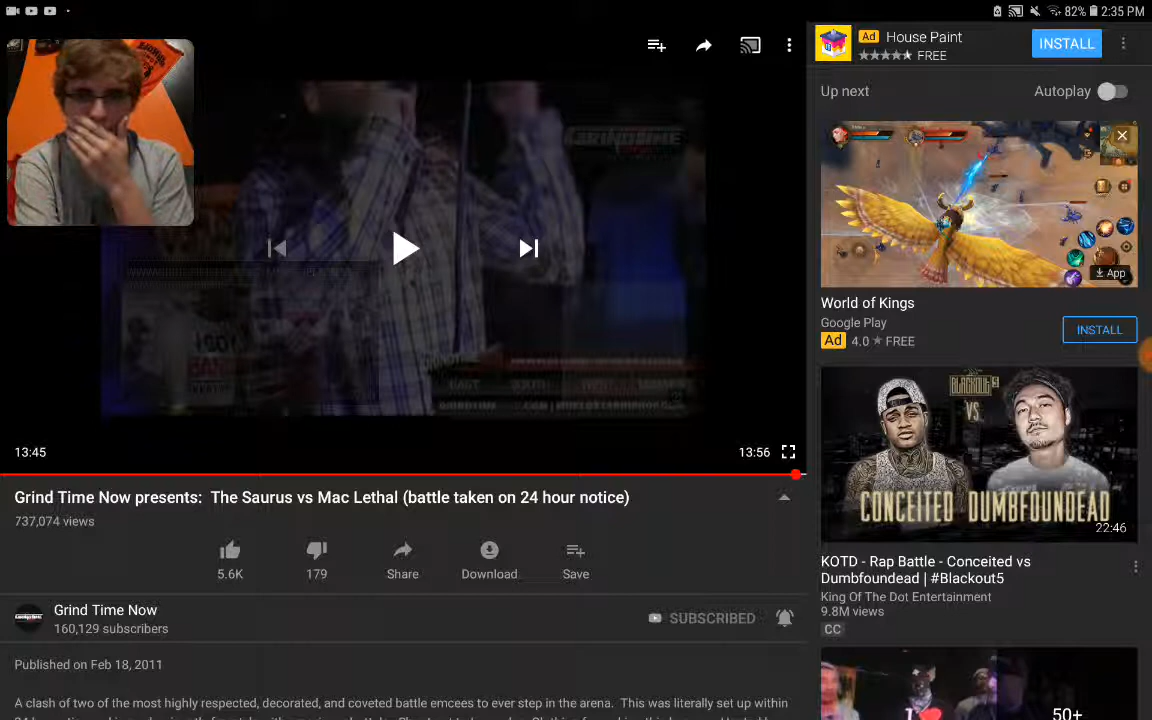 82% 2:35 PM
Ad House Paint
FREE
INSTALL
Up next
Autoplay
GRIND TIME
App
World of Kings
Google Play
Ad 4.0 ★ FREE
INSTALL
13:45
13:56
BLACKOUT 5
VS
CONCEITED DUMBFOUNDEAD
22:46
Grind Time Now presents:  The Saurus vs Mac Lethal (battle taken on 24 hour notice)
737,074 views
5.6K
179
Share
Download
Save
KOTD - Rap Battle - Conceited vs
Dumbfoundead | #Blackout5
King Of The Dot Entertainment
9.8M views
CC
Grind Time Now
160,129 subscribers
SUBSCRIBED
Published on Feb 18, 2011
A clash of two of the most highly respected, decorated, and coveted battle emcees to ever step in the arena.  This was literally set up within
50+